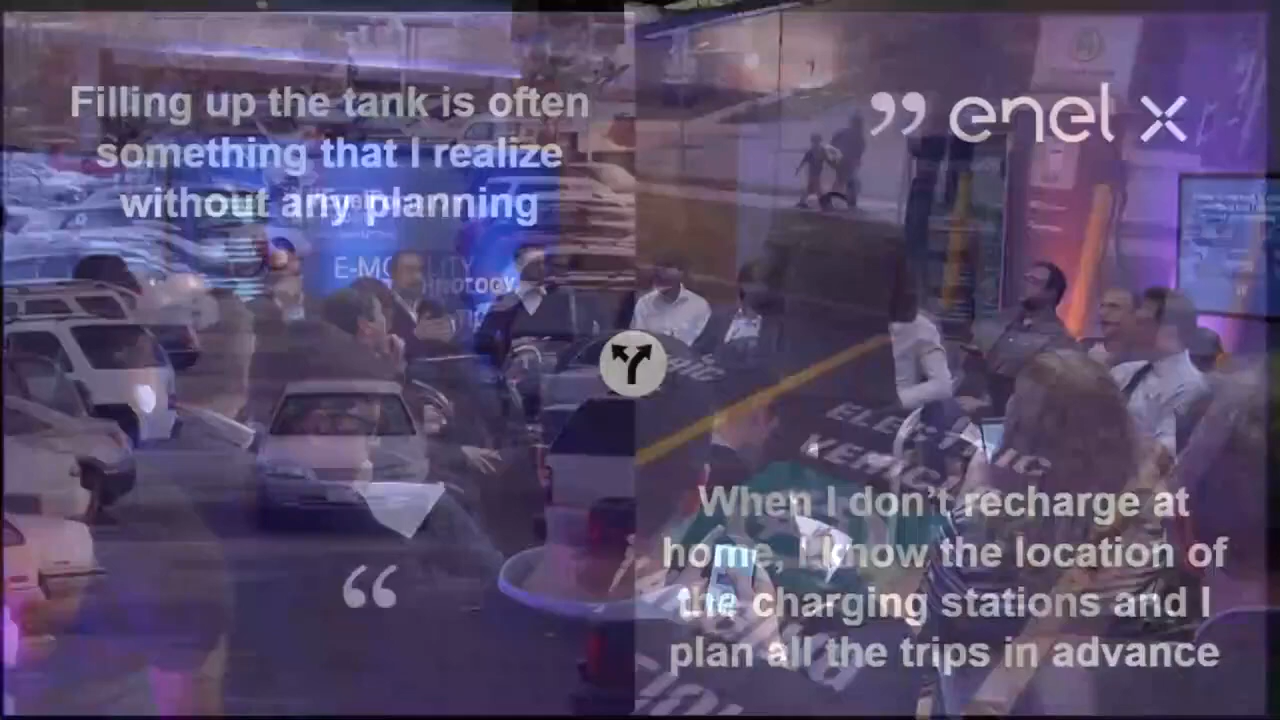 Filling up the tank is often
something that I realize
without any planning
“
” enel x
E-MOBILITY
ELECTRIC
VEHICLE
When I don’t recharge at
home, I know the location of
the charging stations and I
plan all the trips in advance